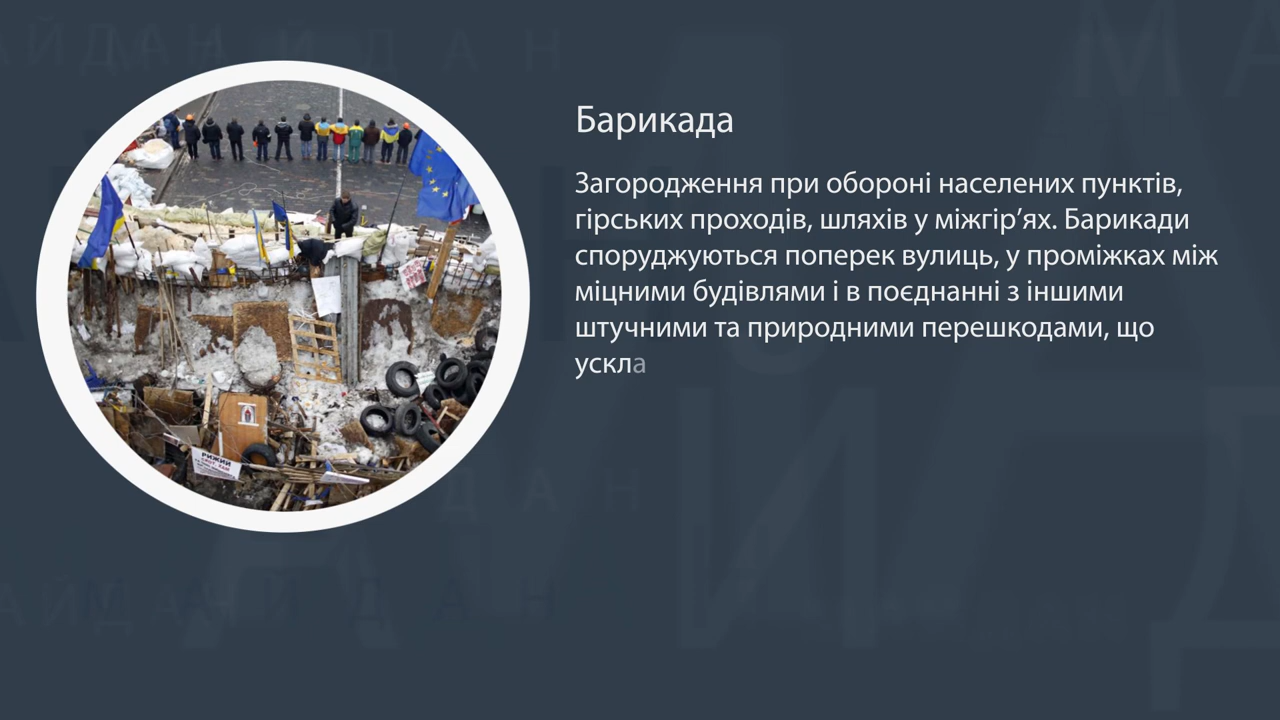 Барикада
Загородження при обороні населених пунктів,
гірських проходів, шляхів у міжгір’ях. Барикади
споруджуються поперек вулиць, у проміжках між
міцними будівлями і в поєднанні з іншими
штучними та природними перешкодами, що
ускла
РИЖИЙ